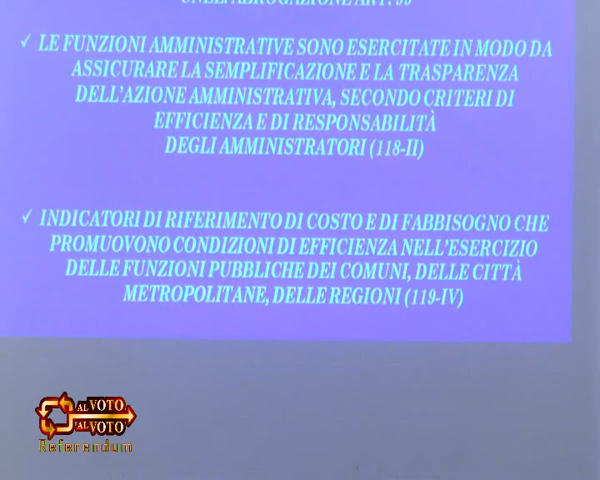 ABROGAZIONE ART. 99
✓ LE FUNZIONI AMMINISTRATIVE SONO ESERCITATE IN MODO DA
ASSICURARE LA SEMPLIFICAZIONE E LA TRASPARENZA
DELL'AZIONE AMMINISTRATIVA, SECONDO CRITERI DI
EFFICIENZA E DI RESPONSABILITÀ
DEGLI AMMINISTRATORI (118-II)
✓ INDICATORI DI RIFERIMENTO DI COSTO E DI FABBISOGNO CHE
PROMUOVONO CONDIZIONI DI EFFICIENZA NELL'ESERCIZIO
DELLE FUNZIONI PUBBLICHE DEI COMUNI, DELLE CITTÀ
METROPOLITANE, DELLE REGIONI (119-IV)
AL VOTO,
AL VOTO
Referendum